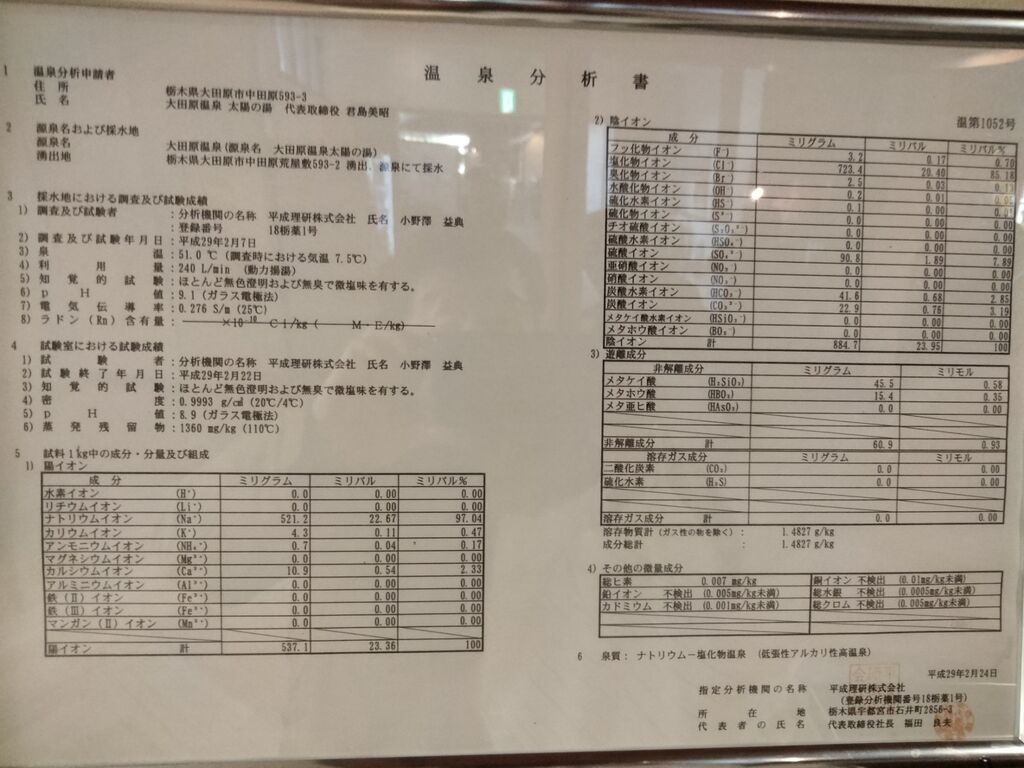 温泉分析書
温第1052号
1 温泉分析申請者
住所 栃木県大田原市中田原593-3
氏名 大田原温泉 太陽の湯 代表取締役 君島美昭
2 源泉名および採水地
源泉名 大田原温泉(源泉名 大田原温泉太陽の湯)
湧出地 栃木県大田原市中田原荒屋敷593-2 湧出、源泉にて採水
3 採水地における調査及び試験成績
1) 調査及び試験者 : 分析機関の名称 平成理研株式会社 氏名 小野澤 益典
: 登録番号 18栃薬1号
2) 調査及び試験年月日 : 平成29年2月7日
3) 泉温 : 51.0 ℃ (調査時における気温 7.5℃)
4) 利用量 : 240 L/min (動力揚湯)
5) 知覚的試験 : ほとんど無色澄明および無臭で微塩味を有する。
6) pH値 : 9.1 (ガラス電極法)
7) 電気伝導率 : 0.276 S/m (25℃)
8) ラドン(Rn)含有量 : ×10⁻¹⁰ Ci/kg ( M・E/kg)
4 試験室における試験成績
1) 試験者 : 分析機関の名称 平成理研株式会社 氏名 小野澤 益典
2) 試験終了年月日 : 平成29年2月22日
3) 知覚的試験 : ほとんど無色澄明および無臭で微塩味を有する。
4) 密度 : 0.9993 g/c㎡ (20℃/4℃)
5) pH値 : 8.9 (ガラス電極法)
6) 蒸発残留物 : 1360 mg/kg (110℃)
5 試料1kg中の成分・分量及び組成
1) 陽イオン
成分 ミリグラム ミリバル ミリバル%
水素イオン (H⁺) 0.0 0.00 0.00
リチウムイオン (Li⁺) 0.0 0.00 0.00
ナトリウムイオン (Na⁺) 521.2 22.67 97.04
カリウムイオン (K⁺) 4.3 0.11 0.47
アンモニウムイオン (NH₄⁺) 0.7 0.04 0.17
マグネシウムイオン (Mg²⁺) 0.0 0.00 0.00
カルシウムイオン (Ca²⁺) 10.9 0.54 2.33
アルミニウムイオン (Al³⁺) 0.0 0.00 0.00
鉄(Ⅱ)イオン (Fe²⁺) 0.0 0.00 0.00
鉄(Ⅲ)イオン (Fe³⁺) 0.0 0.00 0.00
マンガン(Ⅱ)イオン (Mn²⁺) 0.0 0.00 0.00
陽イオン 計 537.1 23.36 100
2) 陰イオン
成分 ミリグラム ミリバル ミリバル%
フッ化物イオン (F⁻) 3.2 0.17 0.70
塩化物イオン (Cl⁻) 723.4 20.40 85.18
臭化物イオン (Br⁻) 2.5 0.03 0.13
水酸化物イオン (OH⁻) 0.2 0.01
硫化水素イオン (HS⁻) 0.1 0.00 0.00
硫化物イオン (S²⁻) 0.0 0.00 0.00
チオ硫酸イオン (S₂O₃²⁻) 0.0 0.00 0.00
硫酸水素イオン (HSO₄⁻) 0.0 0.00 0.00
硫酸イオン (SO₄²⁻) 90.8 1.89 7.89
亜硝酸イオン (NO₂⁻) 0.0 0.00 0.00
硝酸イオン (NO₃⁻) 0.0 0.00 0.00
炭酸水素イオン (HCO₃⁻) 41.6 0.68 2.85
炭酸イオン (CO₃²⁻) 22.9 0.76 3.19
メタケイ酸水素イオン (HSiO₃⁻) 0.0 0.00 0.00
メタホウ酸イオン (BO₂⁻) 0.0 0.00 0.00
陰イオン 計 884.7 23.95 100
3) 遊離成分
非解離成分 ミリグラム ミリモル
メタケイ酸 (H₂SiO₃) 45.5 0.58
メタホウ酸 (HBO₂) 15.4 0.35
メタ亜ヒ酸 (HAsO₂) 0.0 0.00
非解離成分 計 60.9 0.93
溶存ガス成分 ミリグラム ミリモル
二酸化炭素 (CO₂) 0.0 0.00
硫化水素 (H₂S) 0.0 0.00
溶存ガス成分 計 0.0 0.00
溶存物質計(ガス性の物を除く) : 1.4827 g/kg
成分総計 1.4827 g/kg
4) その他の微量成分
総ヒ素 0.007 mg/kg 銅イオン 不検出 (0.01mg/kg未満)
鉛イオン 不検出 (0.005mg/kg未満) 総水銀 不検出 (0.0005mg/kg未満)
カドミウム 不検出 (0.001mg/kg未満) 総クロム 不検出 (0.005mg/kg未満)
6 泉質: ナトリウム－塩化物温泉 (低張性アルカリ性高温泉)
平成29年2月24日
指定分析機関の名称 平成理研株式会社
(登録分析機関番号18栃薬1号)
所在地 栃木県宇都宮市石井町2856-3
代表者の氏名 代表取締役社長 福田 良夫